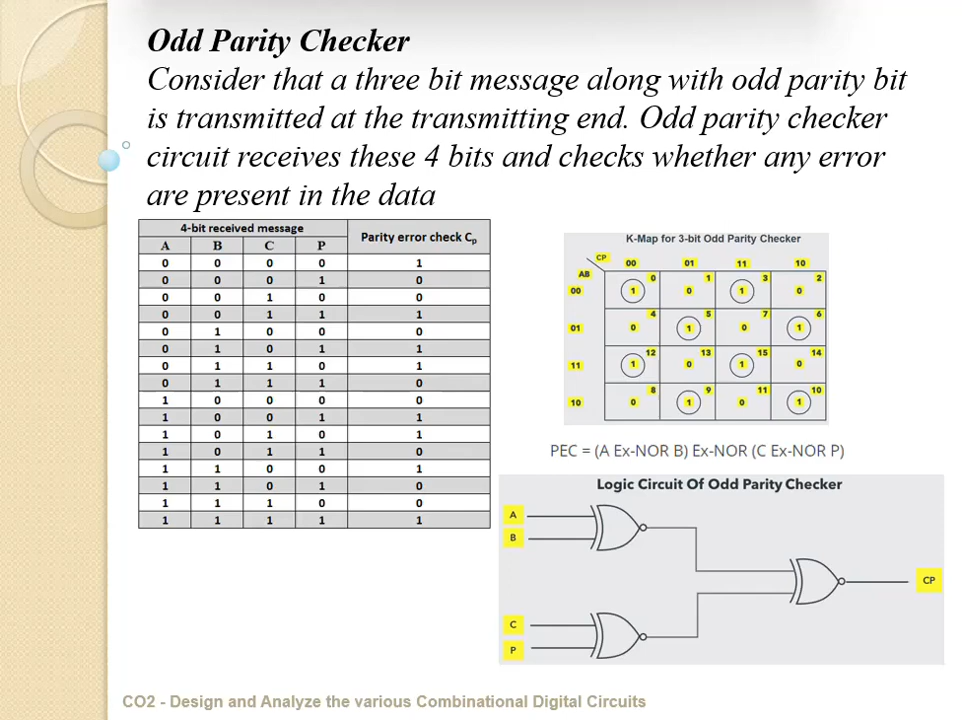 Odd Parity Checker
Consider that a three bit message along with odd parity bit
is transmitted at the transmitting end. Odd parity checker
circuit receives these 4 bits and checks whether any error
are present in the data
4-bit received message Parity error check Cp
A B C P
0 0 0 0 1
0 0 0 1 0
0 0 1 0 0
0 0 1 1 1
0 1 0 0 0
0 1 0 1 1
0 1 1 0 1
0 1 1 1 0
1 0 0 0 0
1 0 0 1 1
1 0 1 0 1
1 0 1 1 0
1 1 0 0 1
1 1 0 1 0
1 1 1 0 0
1 1 1 1 1
K-Map for 3-bit Odd Parity Checker
CP 00 01 11 10
AB
0 1 3 2
00 1 0 1 0
4 5 7 6
01 0 1 0 1
12 13 15 14
11 1 0 1 0
8 9 11 10
10 0 1 0 1
PEC = (A Ex-NOR B) Ex-NOR (C Ex-NOR P)
Logic Circuit Of Odd Parity Checker
A
B
CP
C
P
CO2 - Design and Analyze the various Combinational Digital Circuits